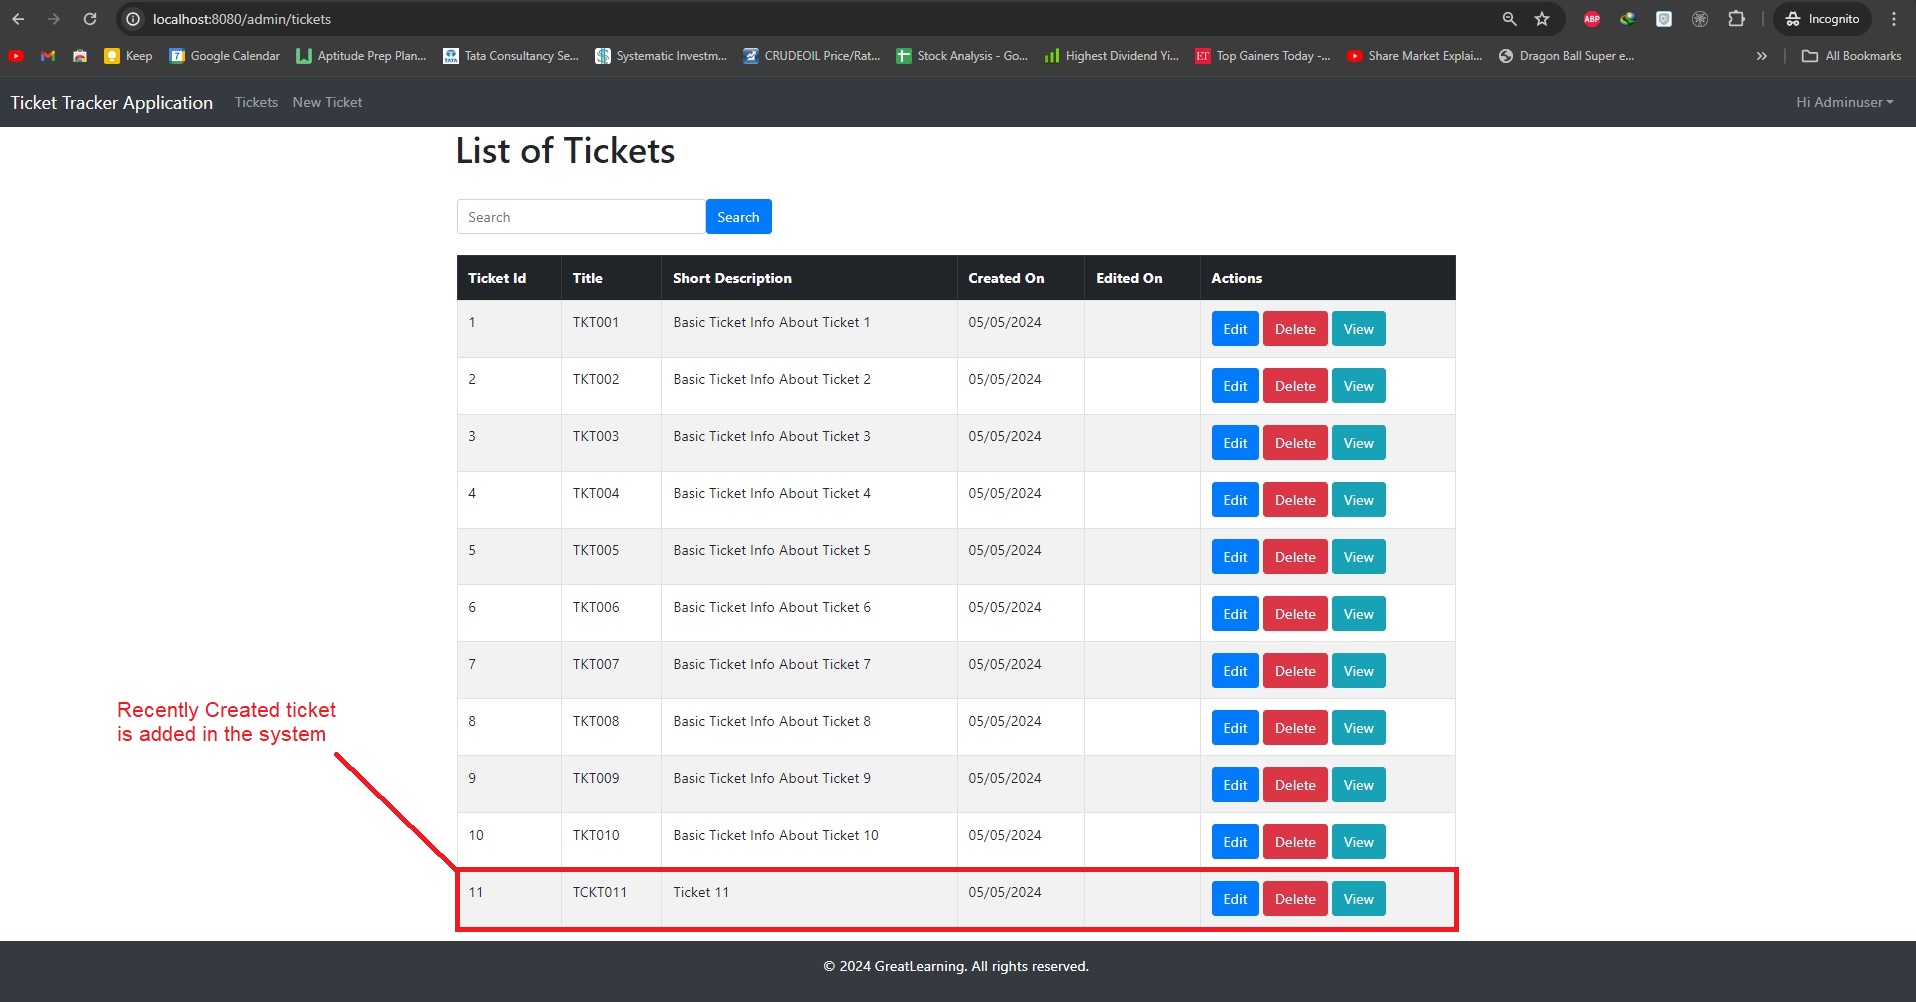 localhost:8080/admin/tickets
ABP
Incognito
Keep
Google Calendar
Aptitude Prep Plan...
Tata Consultancy Se...
Systematic Investm...
CRUDEOIL Price/Rat...
Stock Analysis - Go...
Highest Dividend Yi...
ET
Top Gainers Today -...
Share Market Explai...
Dragon Ball Super e...
All Bookmarks
Ticket Tracker Application Tickets New Ticket Hi Adminuser
List of Tickets
Search Search
Ticket Id Title Short Description Created On Edited On Actions
1 TKT001 Basic Ticket Info About Ticket 1 05/05/2024 Edit Delete View
2 TKT002 Basic Ticket Info About Ticket 2 05/05/2024 Edit Delete View
3 TKT003 Basic Ticket Info About Ticket 3 05/05/2024 Edit Delete View
4 TKT004 Basic Ticket Info About Ticket 4 05/05/2024 Edit Delete View
5 TKT005 Basic Ticket Info About Ticket 5 05/05/2024 Edit Delete View
6 TKT006 Basic Ticket Info About Ticket 6 05/05/2024 Edit Delete View
7 TKT007 Basic Ticket Info About Ticket 7 05/05/2024 Edit Delete View
Recently Created ticket
is added in the system
8 TKT008 Basic Ticket Info About Ticket 8 05/05/2024 Edit Delete View
9 TKT009 Basic Ticket Info About Ticket 9 05/05/2024 Edit Delete View
10 TKT010 Basic Ticket Info About Ticket 10 05/05/2024 Edit Delete View
11 TCKT011 Ticket 11 05/05/2024 Edit Delete View
© 2024 GreatLearning. All rights reserved.